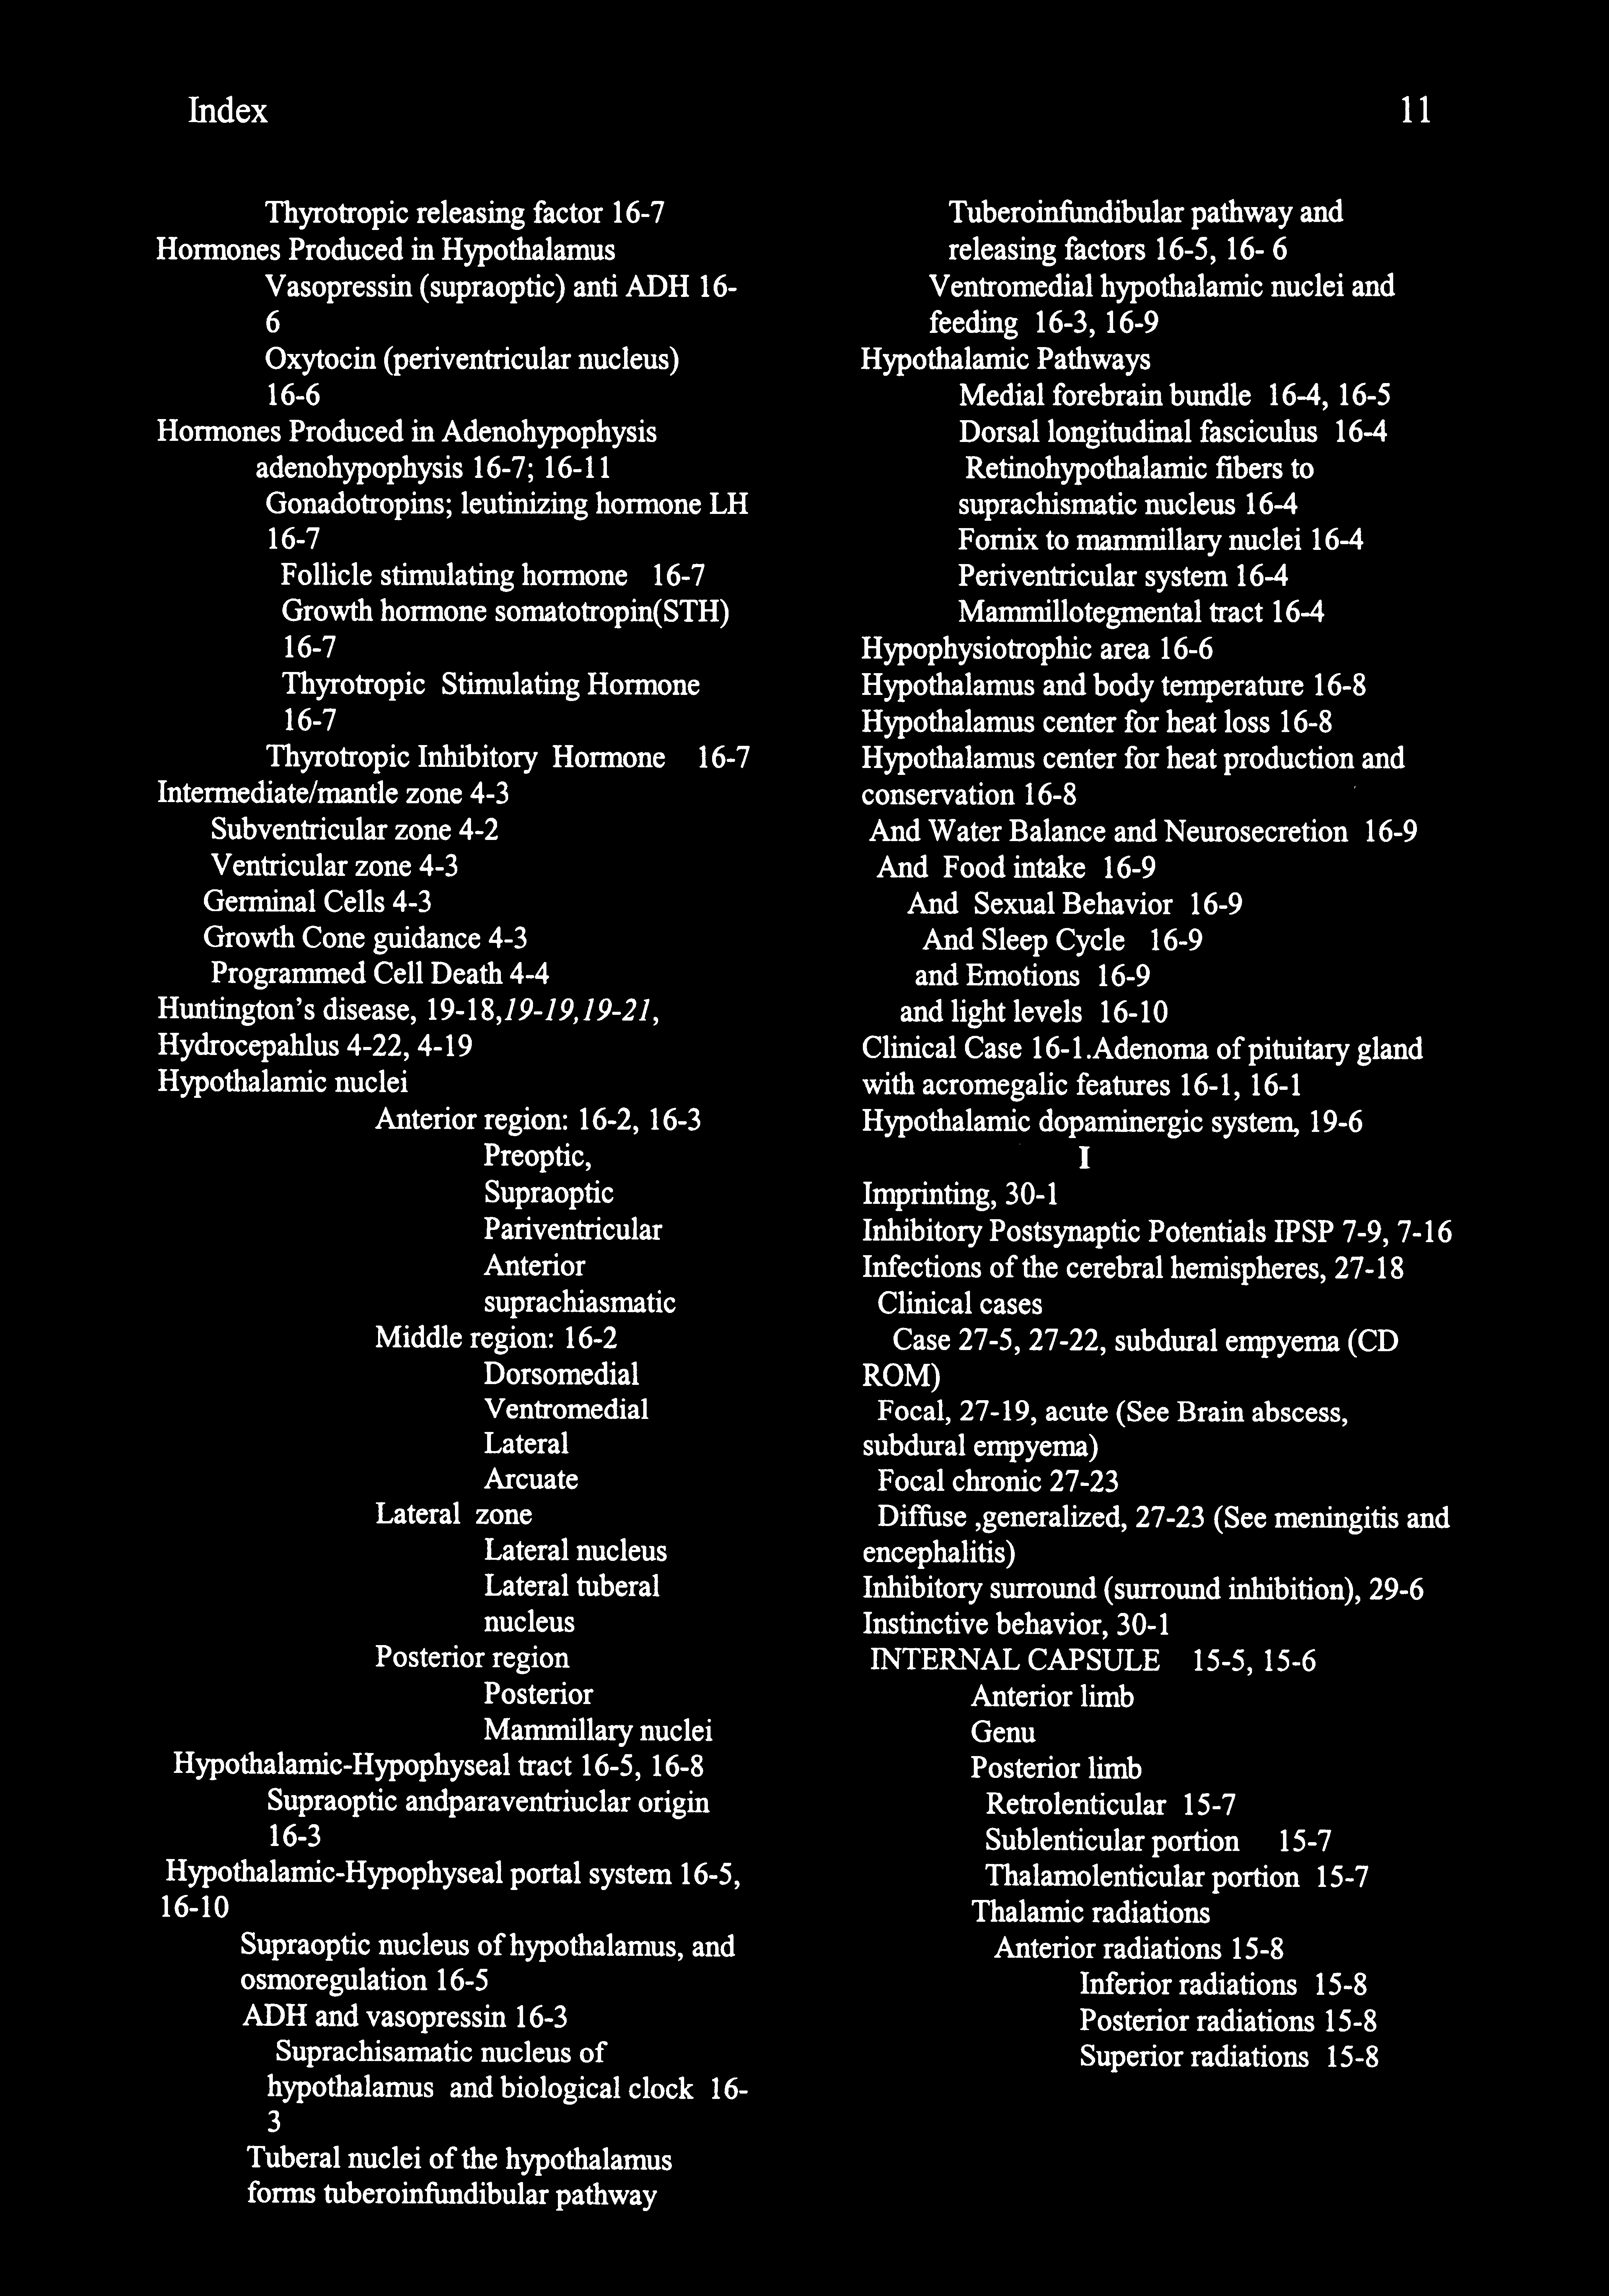 Index 11
Thyrotropic releasing factor 16-7
Hormones Produced in Hypothalamus
Vasopressin (supraoptic) anti ADH 16-
6
Oxytocin (periventricular nucleus)
16-6
Hormones Produced in Adenohypophysis
adenohypophysis 16-7; 16-11
Gonadotropins; leutinizing hormone LH
16-7
Follicle stimulating hormone 16-7
Growth hormone somatotropin(STH)
16-7
Thyrotropic Stimulating Hormone
16-7
Thyrotropic Inhibitory Hormone 16-7
Intermediate/mantle zone 4-3
Subventricular zone 4-2
Ventricular zone 4-3
Germinal Cells 4-3
Growth Cone guidance 4-3
Programmed Cell Death 4-4
Huntington's disease, 19-18,19-19,19-21,
Hydrocepahlus 4-22, 4-19
Hypothalamic nuclei
Anterior region: 16-2, 16-3
Preoptic,
Supraoptic
Pariventricular
Anterior
suprachiasmatic
Middle region: 16-2
Dorsomedial
Ventromedial
Lateral
Arcuate
Lateral zone
Lateral nucleus
Lateral tuberal
nucleus
Posterior region
Posterior
Mammillary nuclei
Hypothalamic-Hypophyseal tract 16-5, 16-8
Supraoptic andparaventriuclar origin
16-3
Hypothalamic-Hypophyseal portal system 16-5,
16-10
Supraoptic nucleus of hypothalamus, and
osmoregulation 16-5
ADH and vasopressin 16-3
Suprachisamatic nucleus of
hypothalamus and biological clock 16-
3
Tuberal nuclei of the hypothalamus
forms tuberoinfundibular pathway
Tuberoinfundibular pathway and
releasing factors 16-5, 16- 6
Ventromedial hypothalamic nuclei and
feeding 16-3, 16-9
Hypothalamic Pathways
Medial forebrain bundle 16-4, 16-5
Dorsal longitudinal fasciculus 16-4
Retinohypothalamic fibers to
suprachismatic nucleus 16-4
Fornix to mammillary nuclei 16-4
Periventricular system 16-4
Mammillotegmental tract 16-4
Hypophysiotrophic area 16-6
Hypothalamus and body temperature 16-8
Hypothalamus center for heat loss 16-8
Hypothalamus center for heat production and
conservation 16-8
And Water Balance and Neurosecretion 16-9
And Food intake 16-9
And Sexual Behavior 16-9
And Sleep Cycle 16-9
and Emotions 16-9
and light levels 16-10
Clinical Case 16-1.Adenoma of pituitary gland
with acromegalic features 16-1, 16-1
Hypothalamic dopaminergic system, 19-6
I
Imprinting, 30-1
Inhibitory Postsynaptic Potentials IPSP 7-9, 7-16
Infections of the cerebral hemispheres, 27-18
Clinical cases
Case 27-5, 27-22, subdural empyema (CD
ROM)
Focal, 27-19, acute (See Brain abscess,
subdural empyema)
Focal chronic 27-23
Diffuse ,generalized, 27-23 (See meningitis and
encephalitis)
Inhibitory surround (surround inhibition), 29-6
Instinctive behavior, 30-1
INTERNAL CAPSULE 15-5, 15-6
Anterior limb
Genu
Posterior limb
Retrolenticular 15-7
Sublenticular portion 15-7
Thalamolenticular portion 15-7
Thalamic radiations
Anterior radiations 15-8
Inferior radiations 15-8
Posterior radiations 15-8
Superior radiations 15-8